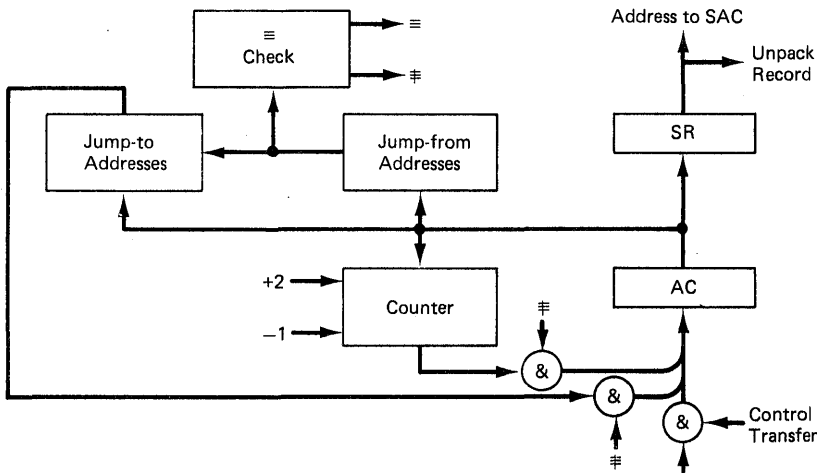 Address to SAC
≡
Check
≡
≢
Unpack
Record
Jump-to
Addresses
Jump-from
Addresses
SR
+2
-1
Counter
AC
≢
&
&
≢
&
Control
Transfer